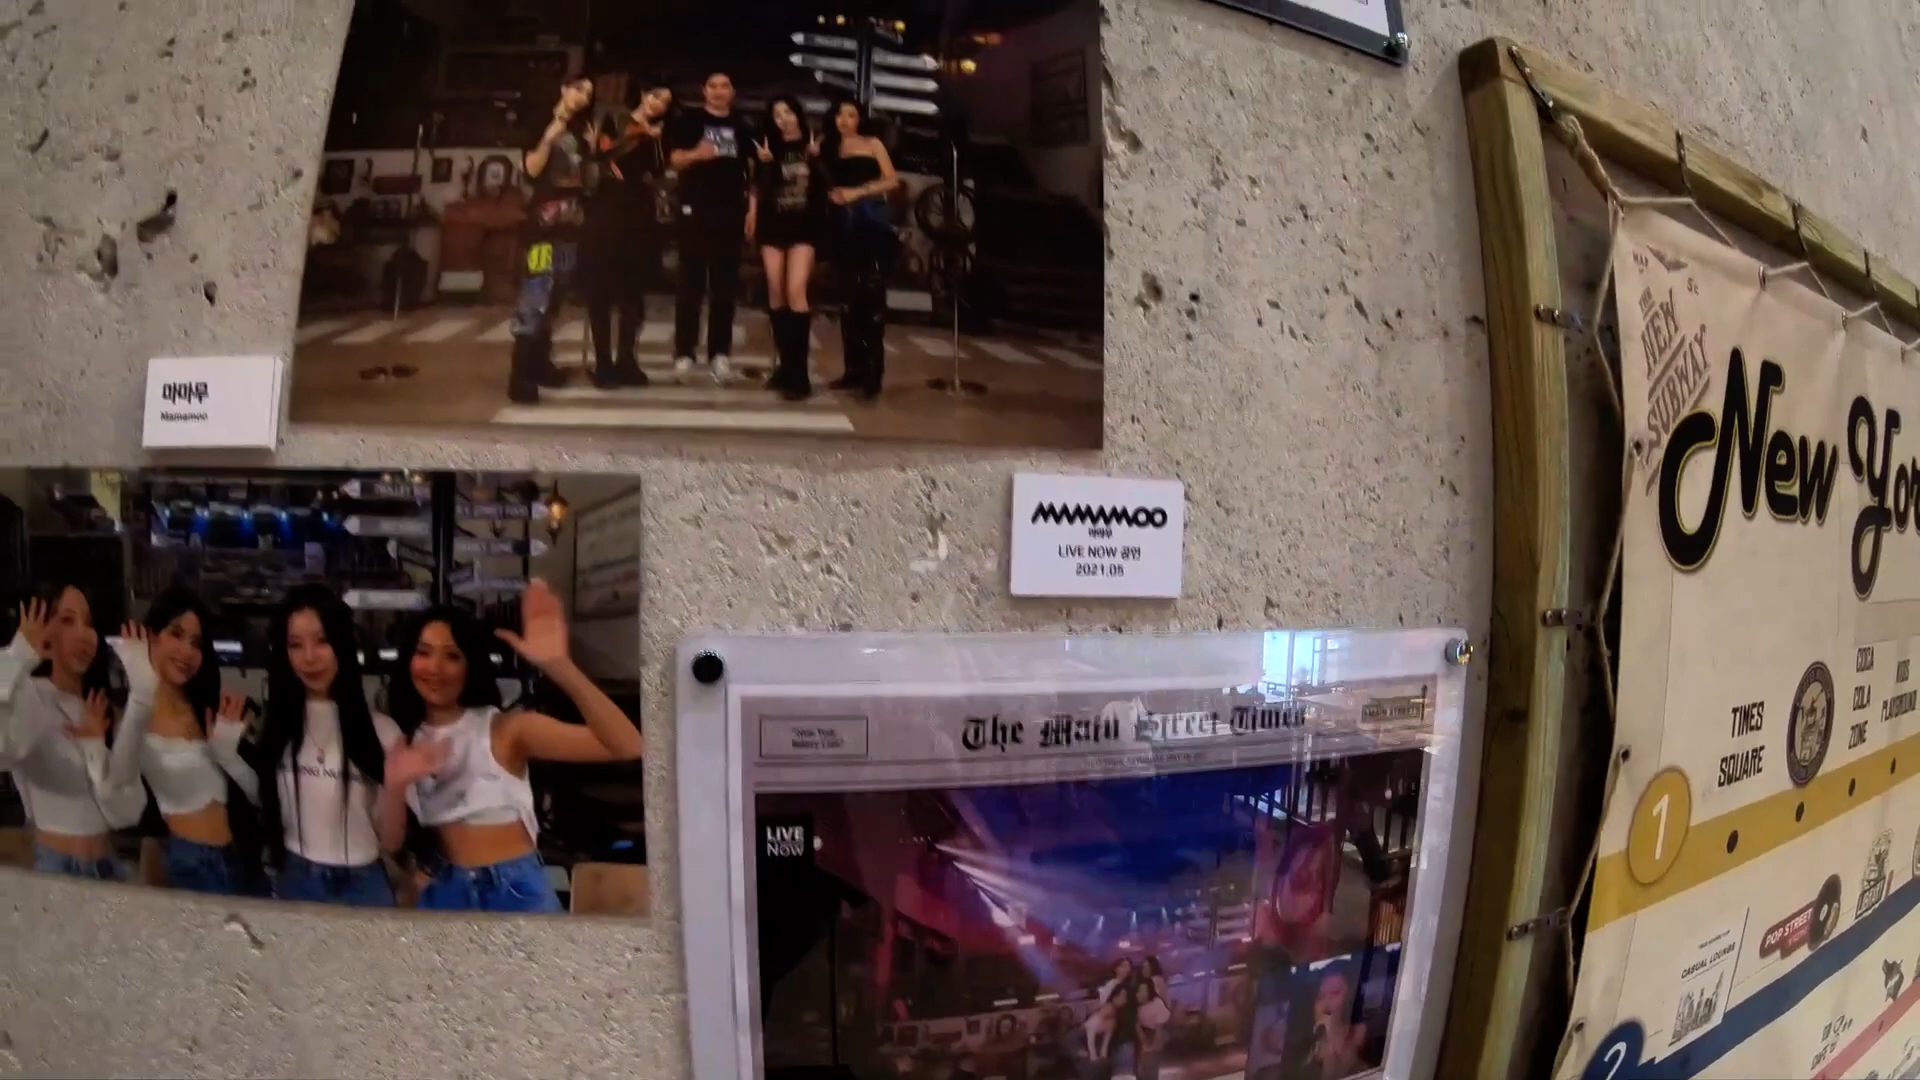 마마무
Mamamoo
MAMAMOO
마마무
LIVE NOW 공연
2021.05
The Main Street Times
LIVE
NOW
THE
NEW
SUBWAY
New Yor
TIMES
SQUARE
COCA
COLA
ZONE
KIDS
PLAYGROUND
1
POP STREET
CASUAL LOUNGE
2